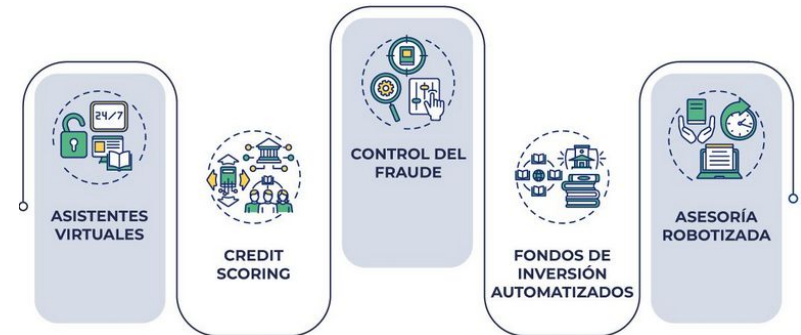 24/7
ASISTENTES
VIRTUALES
CREDIT
SCORING
CONTROL DEL
FRAUDE
FONDOS DE
INVERSIÓN
AUTOMATIZADOS
ASESORÍA
ROBOTIZADA